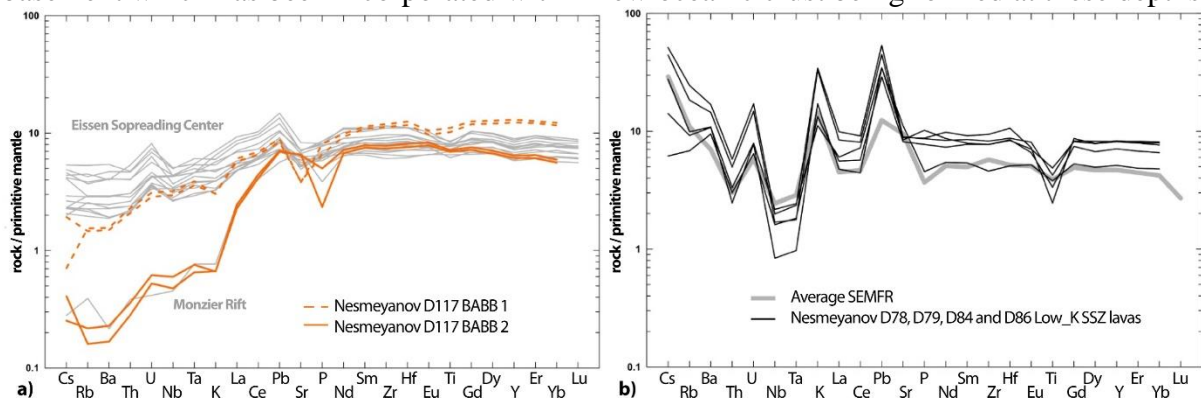 100
10
1
0.1
rock / primitive mantle
Eissen Sopreading Center
Monzier Rift
Nesmeyanov D117 BABB 1
Nesmeyanov D117 BABB 2
a)
Cs Rb Ba Th U Nb Ta K La Ce Pb Sr P Nd Sm Zr Hf Eu Ti Gd Dy Y Er Yb Lu
100
10
1
0.1
rock / primitive mantle
Average SEMFR
Nesmeyanov D78, D79, D84 and D86 Low_K SSZ lavas
b)
Cs Rb Ba Th U Nb Ta K La Ce Pb Sr P Nd Sm Zr Hf Eu Ti Gd Dy Y Er Yb Lu